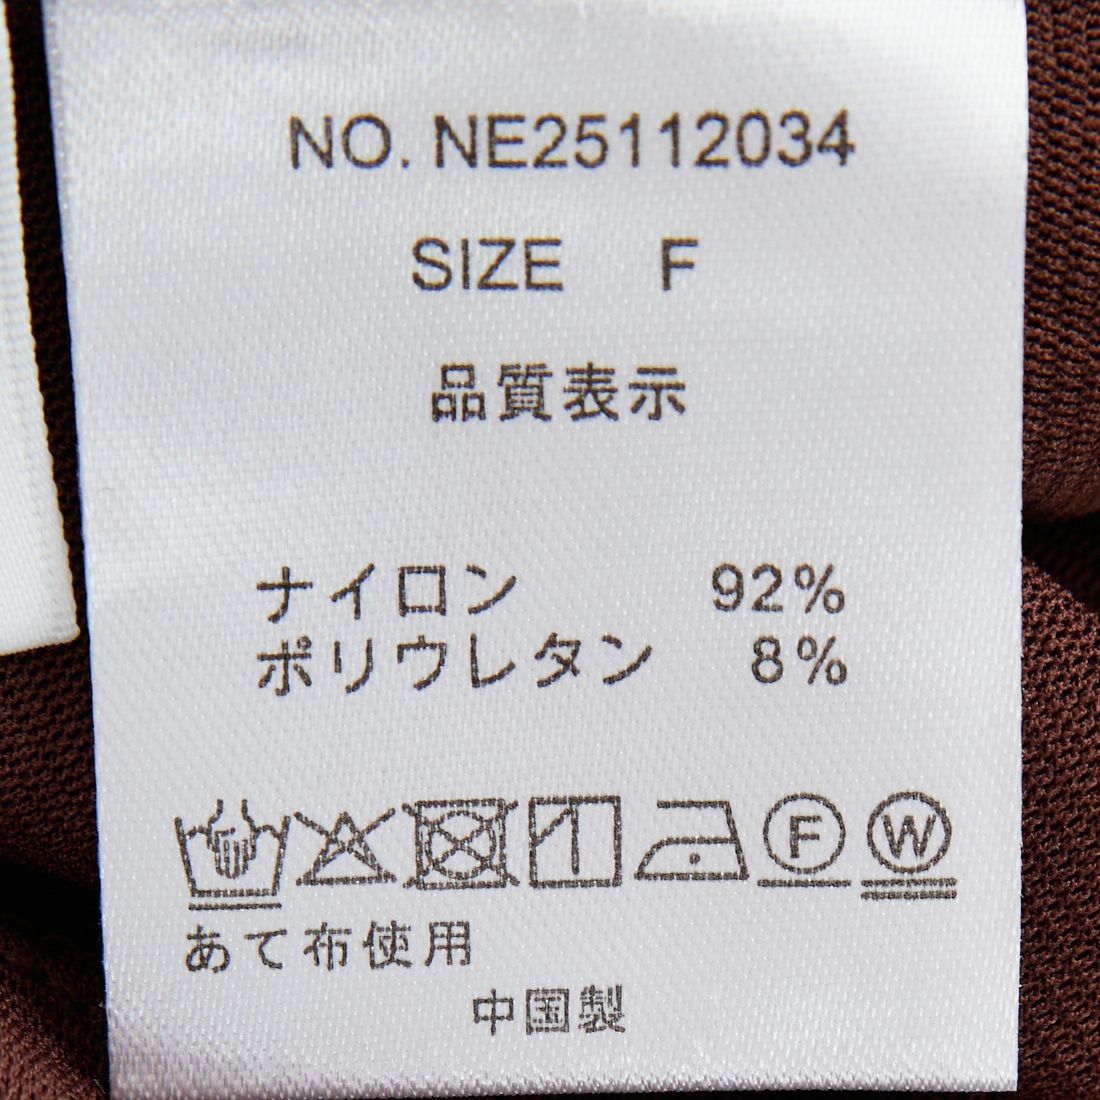 NO. NE25112034
SIZE F
品質表示
ナイロン 92%
ポリウレタン 8%
F W
あて布使用
中国製